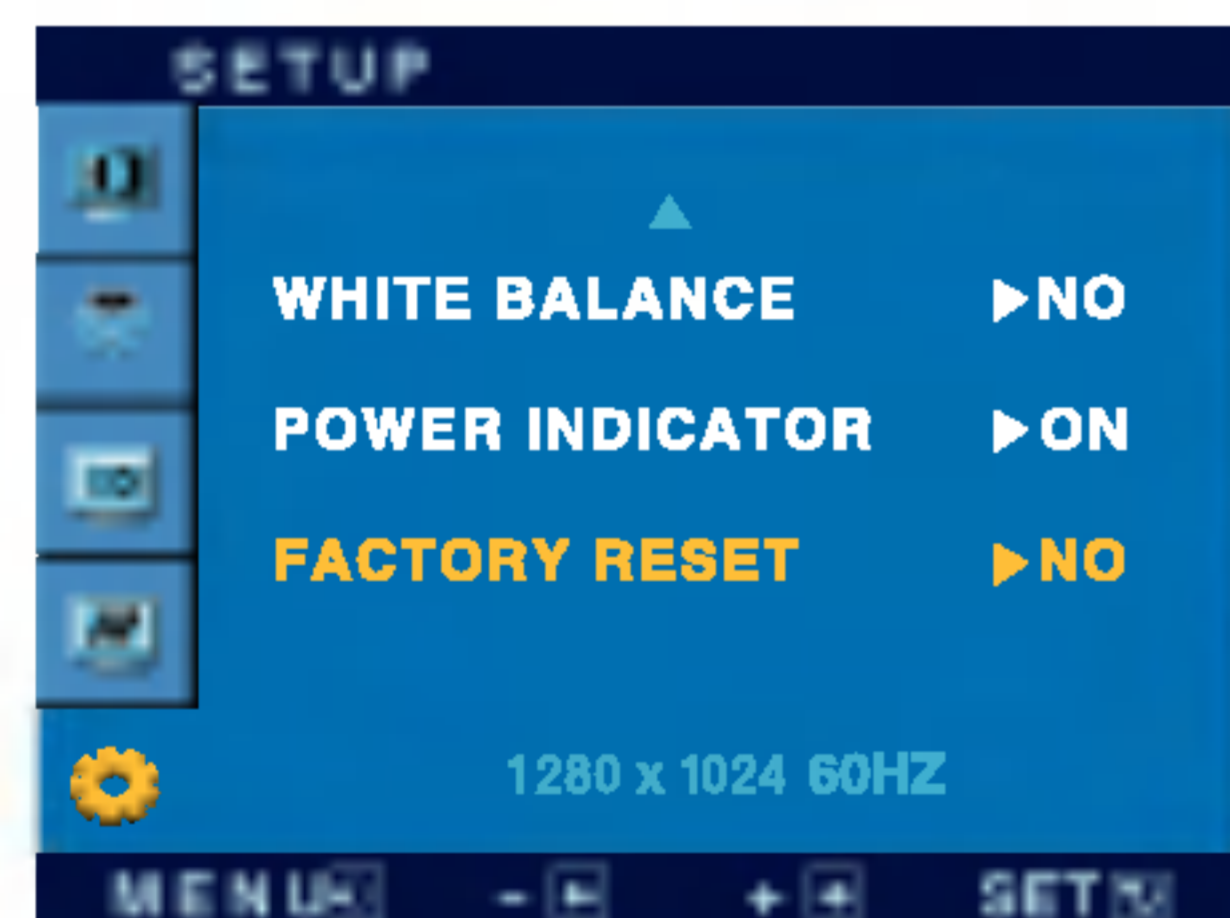 SETUP
WHITE BALANCE ▶NO
POWER INDICATOR ▶ON
FACTORY RESET ▶NO
1280 x 1024 60HZ
MENU - + SET